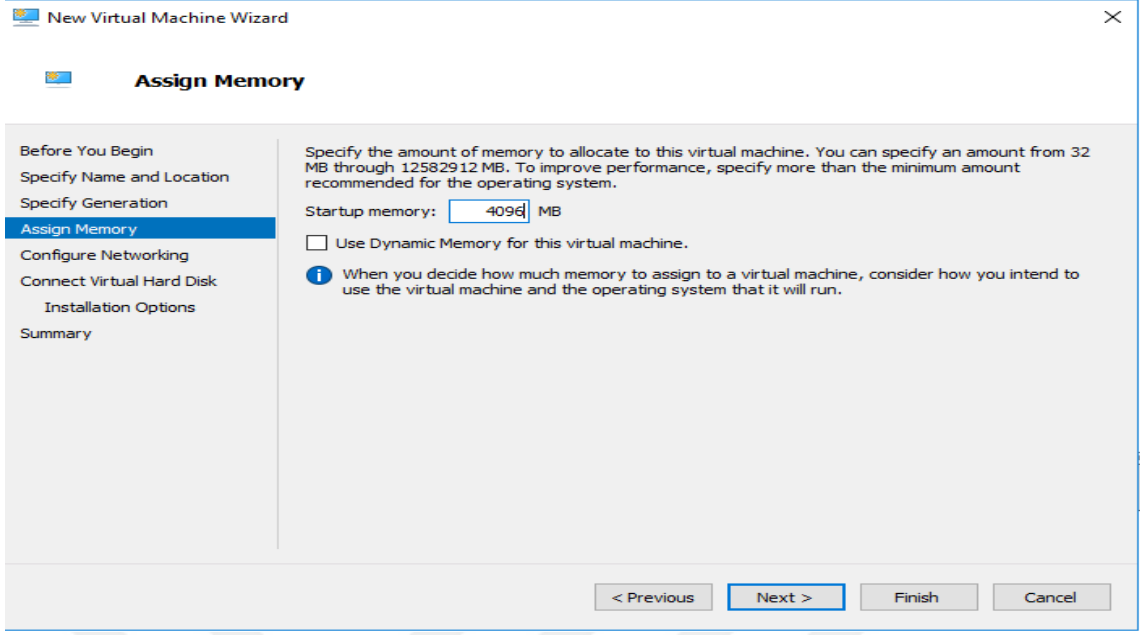 New Virtual Machine Wizard
Assign Memory
Before You Begin
Specify Name and Location
Specify Generation
Assign Memory
Configure Networking
Connect Virtual Hard Disk
Installation Options
Summary
Specify the amount of memory to allocate to this virtual machine. You can specify an amount from 32
MB through 12582912 MB. To improve performance, specify more than the minimum amount
recommended for the operating system.
Startup memory: 4096 MB
Use Dynamic Memory for this virtual machine.
When you decide how much memory to assign to a virtual machine, consider how you intend to
use the virtual machine and the operating system that it will run.
< Previous Next > Finish Cancel